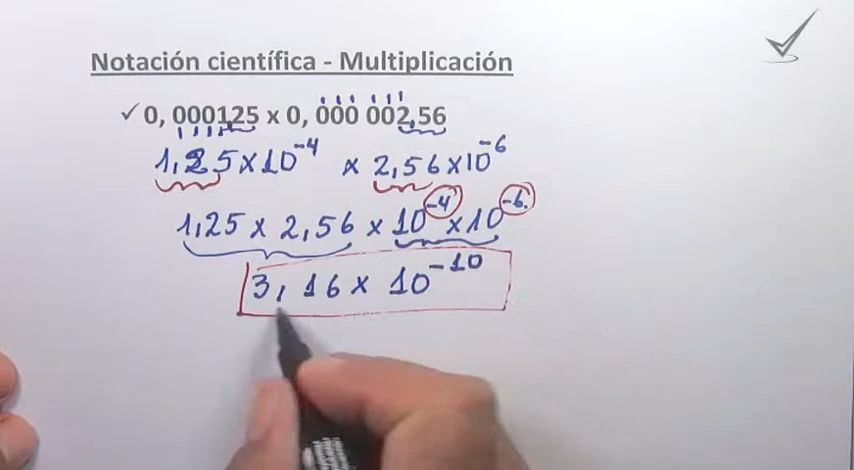 Notación científica - Multiplicación
✓ 0, 000125 x 0, 000 002,56
1,25 × 10⁻⁴ × 2,56 × 10⁻⁶
1,25 × 2,56 × 10⁻⁴ × 10⁻⁶
3,16 × 10⁻¹⁰